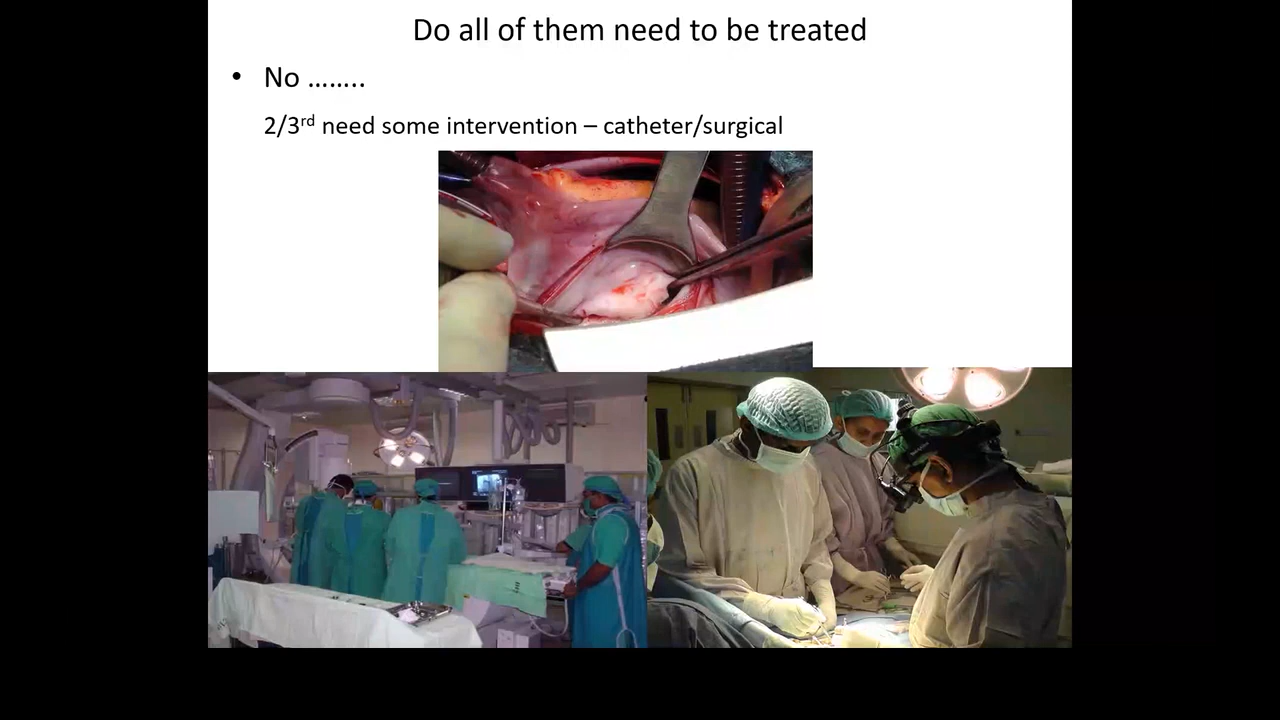 Do all of them need to be treated
• No ........
2/3rd need some intervention – catheter/surgical